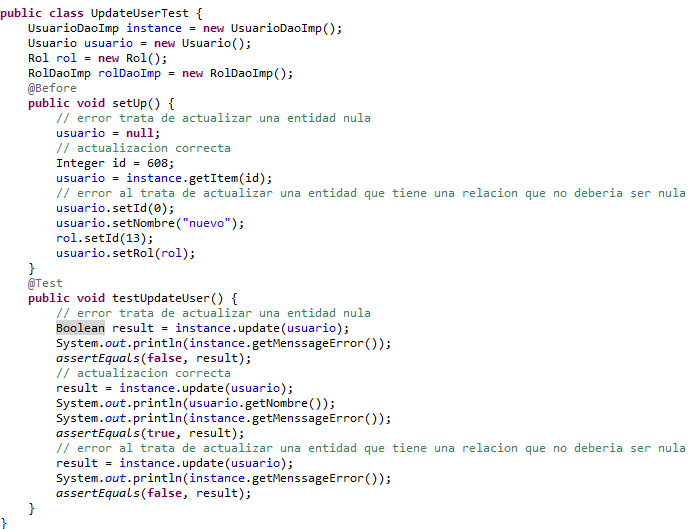 public class UpdateUserTest {
    UsuarioDaoImp instance = new UsuarioDaoImp();
    Usuario usuario = new Usuario();
    Rol rol = new Rol();
    RolDaoImp rolDaoImp = new RolDaoImp();
    @Before
    public void setUp() {
        // error trata de actualizar una entidad nula
        usuario = null;
        // actualizacion correcta
        Integer id = 608;
        usuario = instance.getItem(id);
        // error al trata de actualizar una entidad que tiene una relacion que no deberia ser nula
        usuario.setId(0);
        usuario.setNombre("nuevo");
        rol.setId(13);
        usuario.setRol(rol);
    }
    @Test
    public void testUpdateUser() {
        // error trata de actualizar una entidad nula
        Boolean result = instance.update(usuario);
        System.out.println(instance.getMenssageError());
        assertEquals(false, result);
        // actualizacion correcta
        result = instance.update(usuario);
        System.out.println(usuario.getNombre());
        System.out.println(instance.getMenssageError());
        assertEquals(true, result);
        // error al trata de actualizar una entidad que tiene una relacion que no deberia ser nula
        result = instance.update(usuario);
        System.out.println(instance.getMenssageError());
        assertEquals(false, result);
    }
}